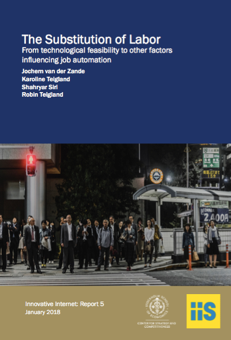 The Substitution of Labor
From technological feasibility to other factors
influencing job automation
Jochem van der Zande
Karoline Teigland
Shahryar Siri
Robin Teigland
Innovative Internet: Report 5
January 2018
iis